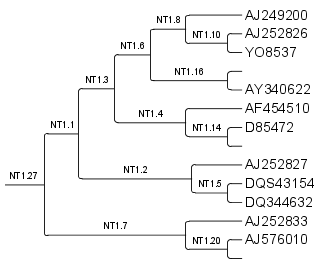 NT1.8
AJ249200
NT1.10
AJ252826
YO8537
NT1.6
NT1.16
AY340622
NT1.3
AF454510
NT1.4
NT1.14
D85472
NT1.1
AJ252827
NT1.2
NT1.5
DQS43154
DQ344632
NT1.27
AJ252833
NT1.7
NT1.20
AJ576010